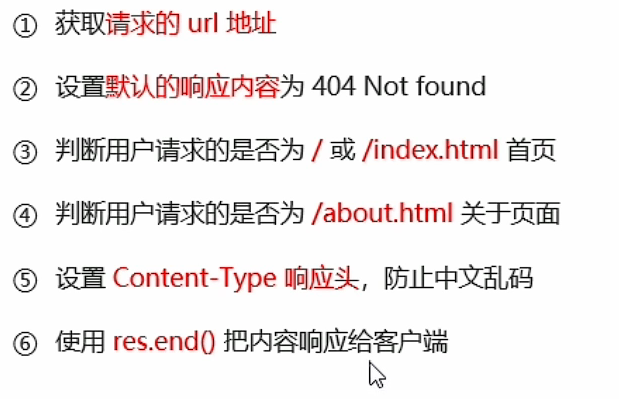 ① 获取请求的 url 地址
② 设置默认的响应内容为 404 Not found
③ 判断用户请求的是否为 / 或 /index.html 首页
④ 判断用户请求的是否为 /about.html 关于页面
⑤ 设置 Content-Type 响应头，防止中文乱码
⑥ 使用 res.end() 把内容响应给客户端